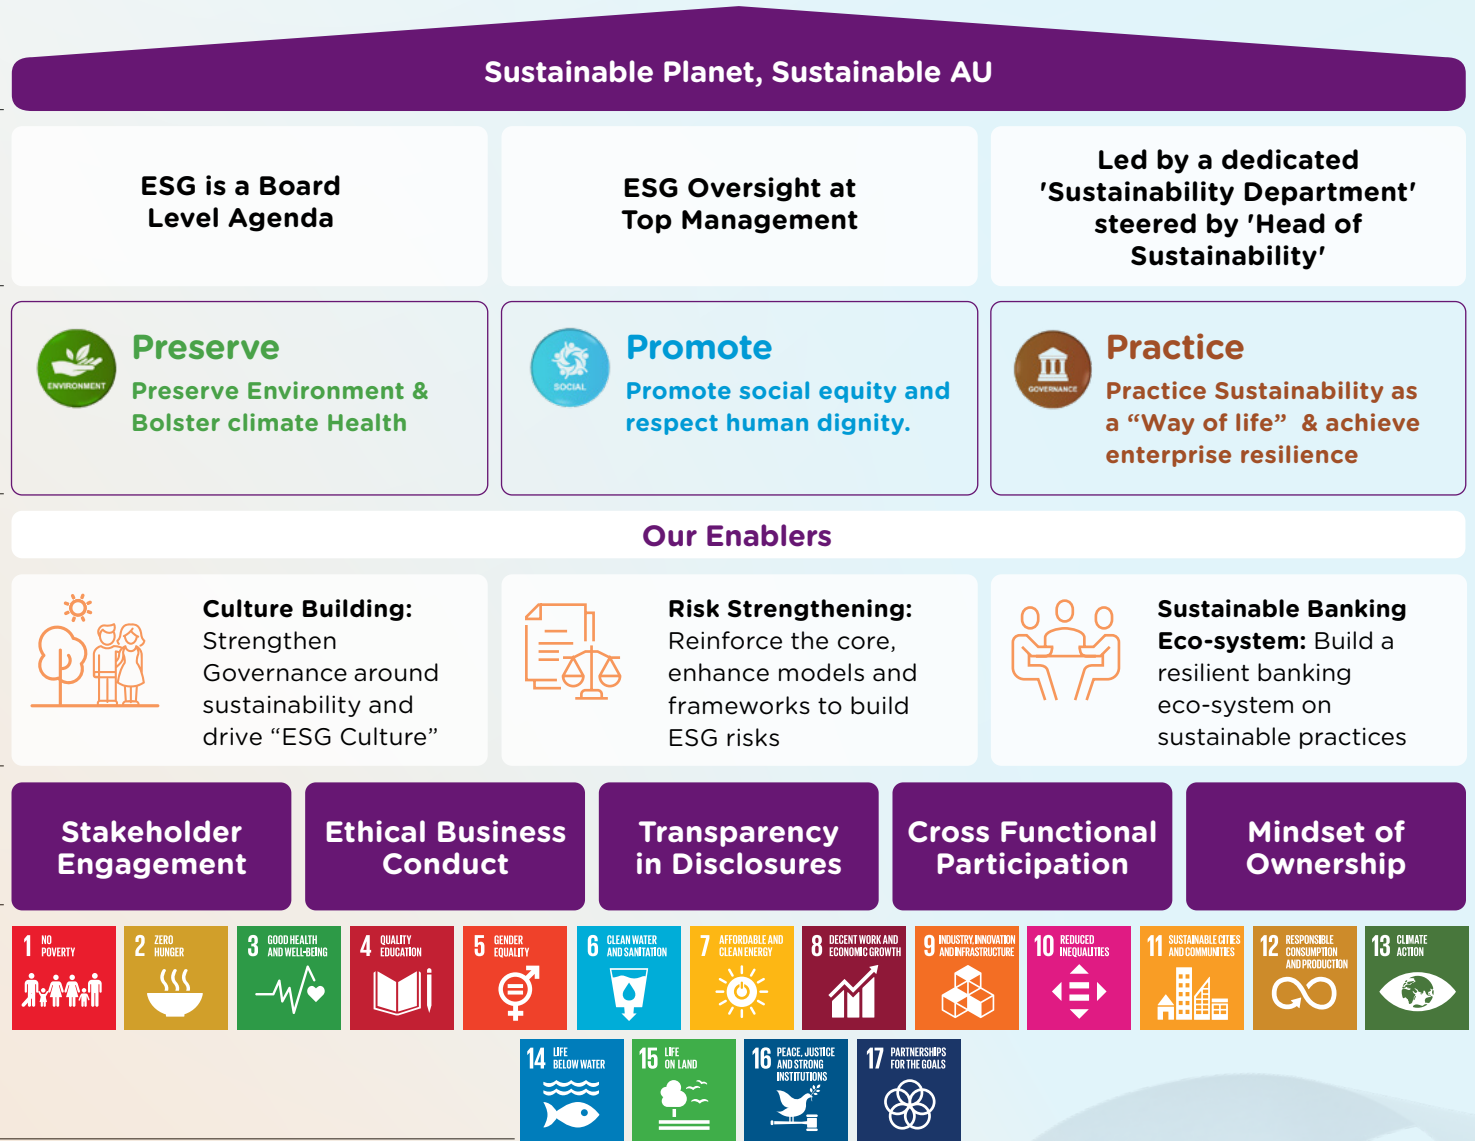 Sustainable Planet, Sustainable AU
ESG is a Board
Level Agenda
ESG Oversight at
Top Management
Led by a dedicated
'Sustainability Department'
steered by 'Head of
Sustainability'
ENVIRONMENT
Preserve
Preserve Environment &
Bolster climate Health
SOCIAL
Promote
Promote social equity and
respect human dignity.
GOVERNANCE
Practice
Practice Sustainability as
a “Way of life” & achieve
enterprise resilience
Our Enablers
Culture Building:
Strengthen
Governance around
sustainability and
drive “ESG Culture”
Risk Strengthening:
Reinforce the core,
enhance models and
frameworks to build
ESG risks
Sustainable Banking
Eco-system: Build a
resilient banking
eco-system on
sustainable practices
Stakeholder
Engagement
Ethical Business
Conduct
Transparency
in Disclosures
Cross Functional
Participation
Mindset of
Ownership
1 NO
POVERTY
2 ZERO
HUNGER
3 GOOD HEALTH
AND WELL-BEING
4 QUALITY
EDUCATION
5 GENDER
EQUALITY
6 CLEAN WATER
AND SANITATION
7 AFFORDABLE AND
CLEAN ENERGY
8 DECENT WORK AND
ECONOMIC GROWTH
9 INDUSTRY, INNOVATION
AND INFRASTRUCTURE
10 REDUCED
INEQUALITIES
11 SUSTAINABLE CITIES
AND COMMUNITIES
12 RESPONSIBLE
CONSUMPTION
AND PRODUCTION
13 CLIMATE
ACTION
14 LIFE
BELOW WATER
15 LIFE
ON LAND
16 PEACE, JUSTICE
AND STRONG
INSTITUTIONS
17 PARTNERSHIPS
FOR THE GOALS